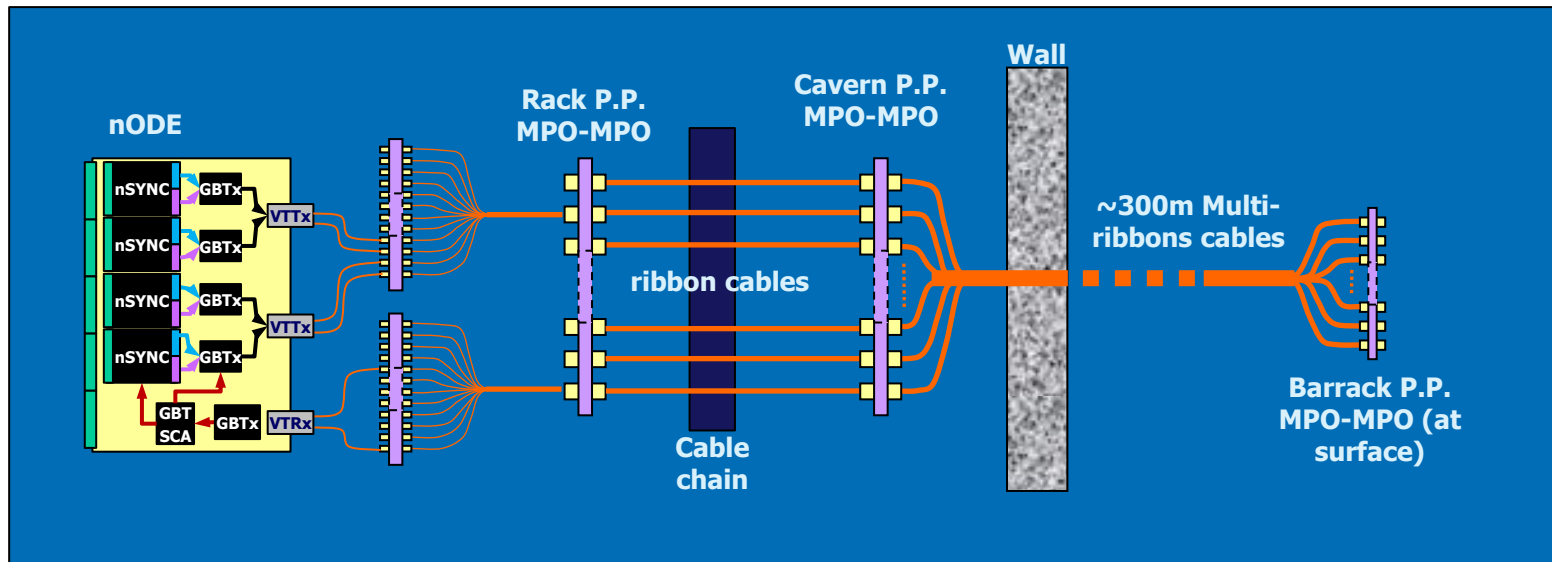 nODE
nSYNC
GBTx
nSYNC
GBTx
VTTx
nSYNC
GBTx
nSYNC
GBTx
VTTx
GBT
SCA
GBTx
VTRx
Rack P.P.
MPO-MPO
ribbon cables
Cable
chain
Cavern P.P.
MPO-MPO
Wall
~300m Multi-
ribbons cables
Barrack P.P.
MPO-MPO (at
surface)